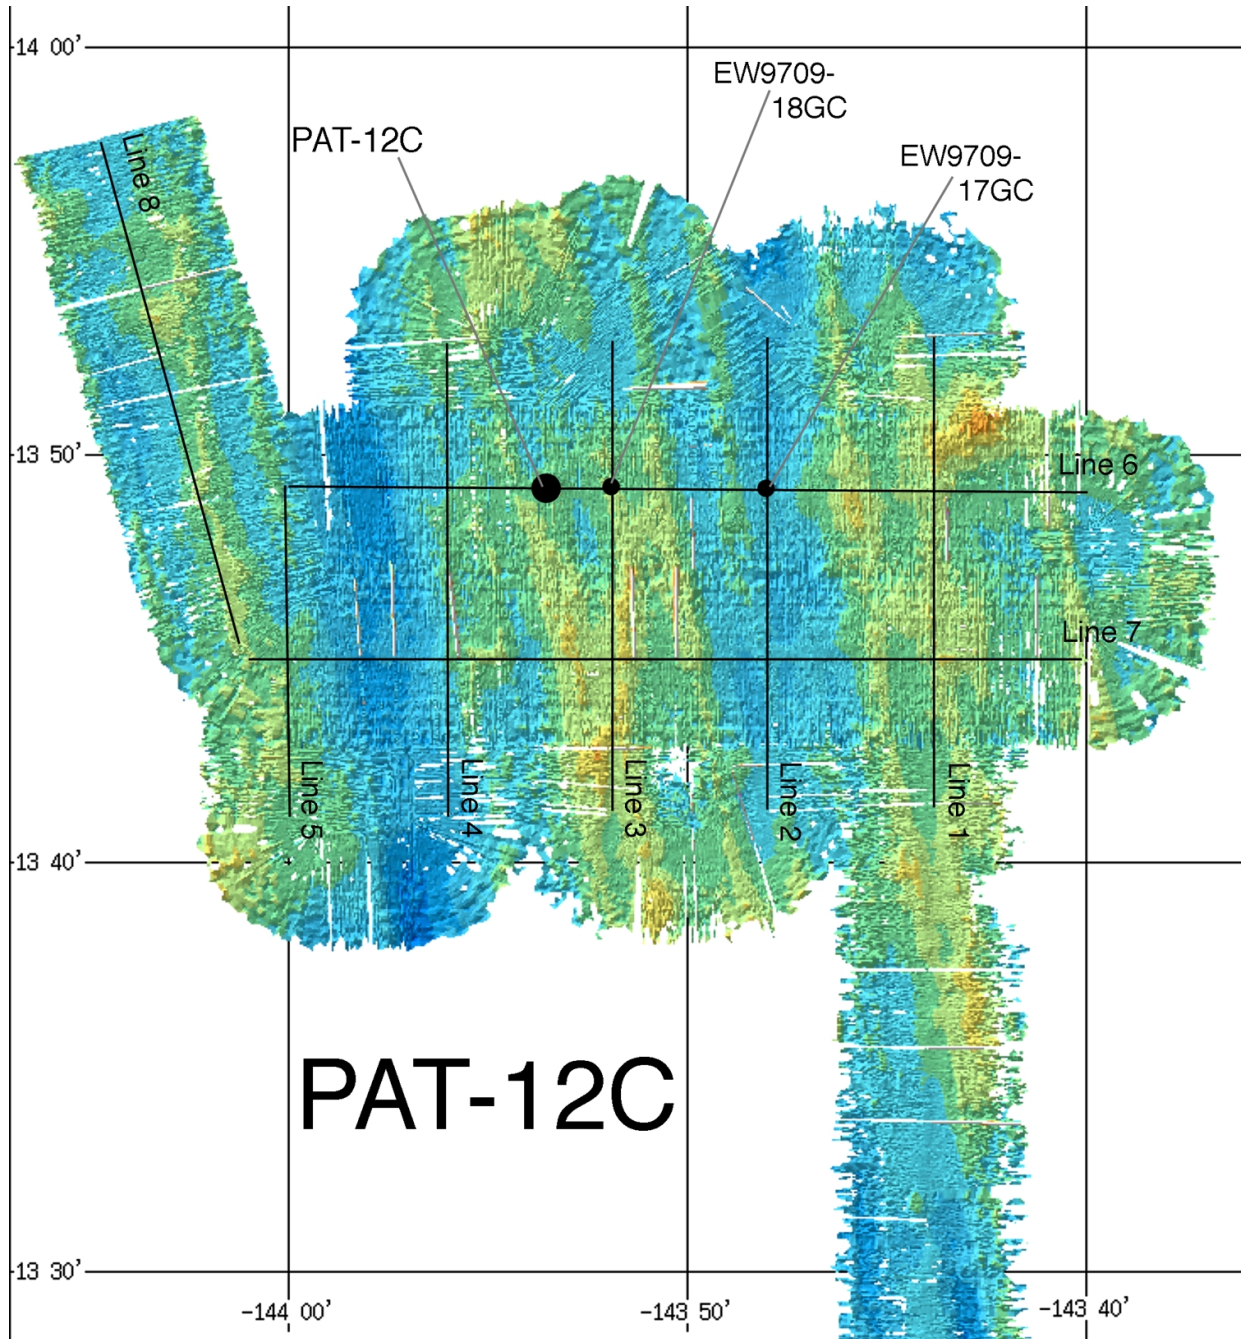 14 00'
EW9709-
18GC
PAT-12C
EW9709-
17GC
Line 8
13 50'
Line 6
Line 7
Line 5
Line 4
Line 3
Line 2
Line 1
13 40'
PAT-12C
13 30'
-144 00'
-143 50'
-143 40'